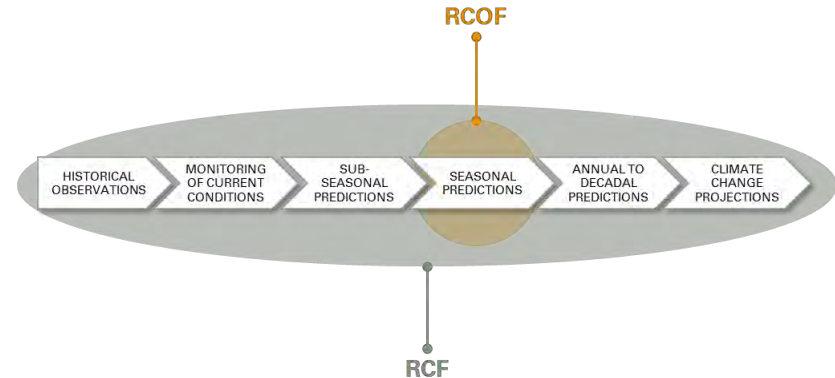 RCOF
HISTORICAL
OBSERVATIONS
MONITORING
OF CURRENT
CONDITIONS
SUB-
SEASONAL
PREDICTIONS
SEASONAL
PREDICTIONS
ANNUAL TO
DECADAL
PREDICTIONS
CLIMATE
CHANGE
PROJECTIONS
RCF